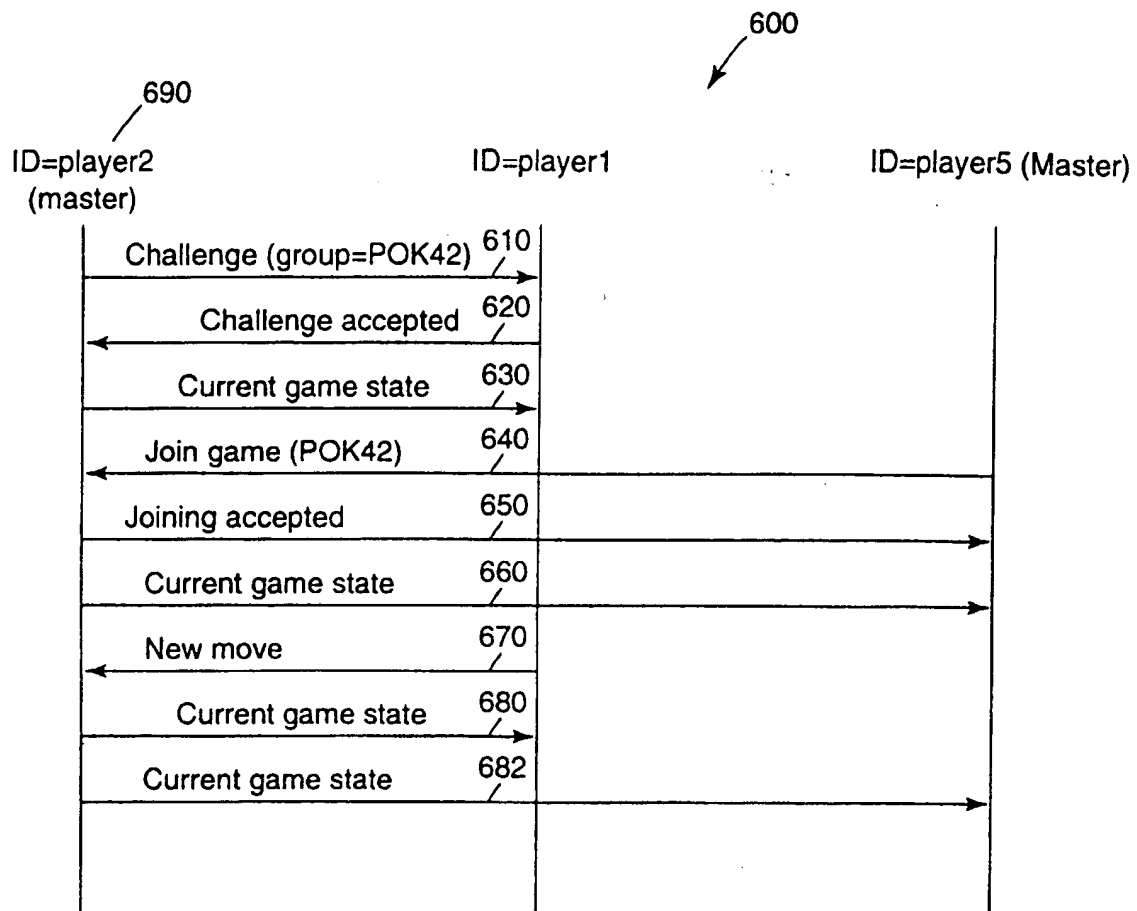 600
690
ID=player2
(master)
ID=player1
ID=player5 (Master)
Challenge (group=POK42) 610
Challenge accepted 620
Current game state 630
Join game (POK42) 640
Joining accepted 650
Current game state 660
New move 670
Current game state 680
Current game state 682